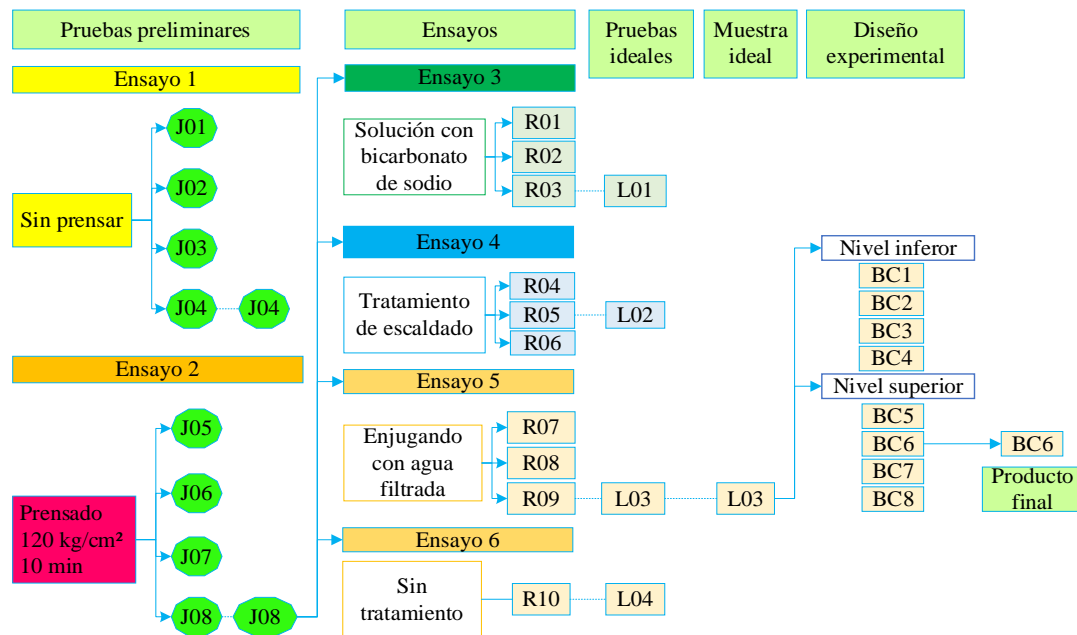 Pruebas preliminares
Ensayo 1
Sin prensar
J01
J02
J03
J04
J04
Ensayo 2
Prensado
120 kg/cm²
10 min
J05
J06
J07
J08
J08
Ensayos
Ensayo 3
Solución con
bicarbonato
de sodio
R01
R02
R03
Ensayo 4
Tratamiento
de escaldado
R04
R05
R06
Ensayo 5
Enjugando
con agua
filtrada
R07
R08
R09
Ensayo 6
Sin
tratamiento
R10
Pruebas
ideales
L01
L02
L03
L04
Muestra
ideal
L03
Diseño
experimental
Nivel inferor
BC1
BC2
BC3
BC4
Nivel superior
BC5
BC6
BC7
BC8
BC6
Producto
final